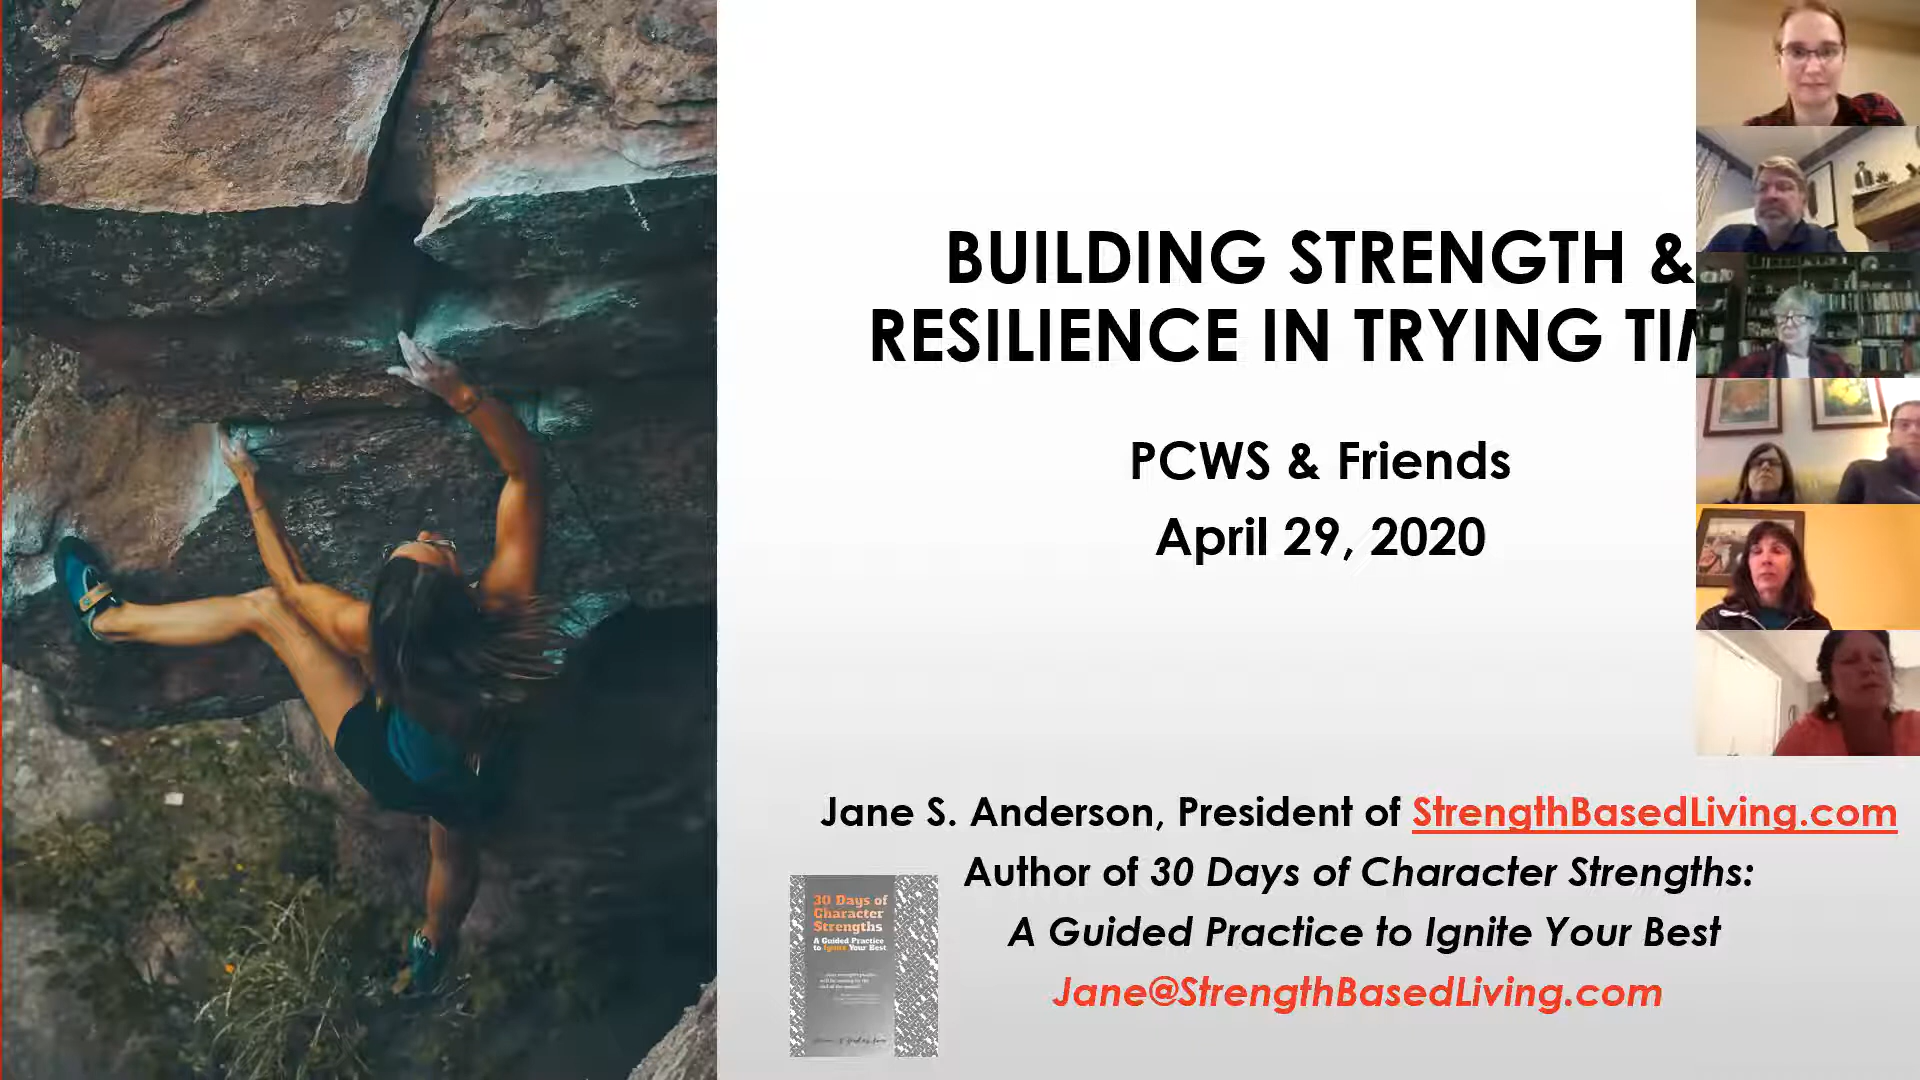 BUILDING STRENGTH &
RESILIENCE IN TRYING TIM
PCWS & Friends
April 29, 2020
Jane S. Anderson, President of StrengthBasedLiving.com
Author of 30 Days of Character Strengths:
A Guided Practice to Ignite Your Best
Jane@StrengthBasedLiving.com
30 Days of
Character
Strengths
A Guided Practice
to Ignite Your Best